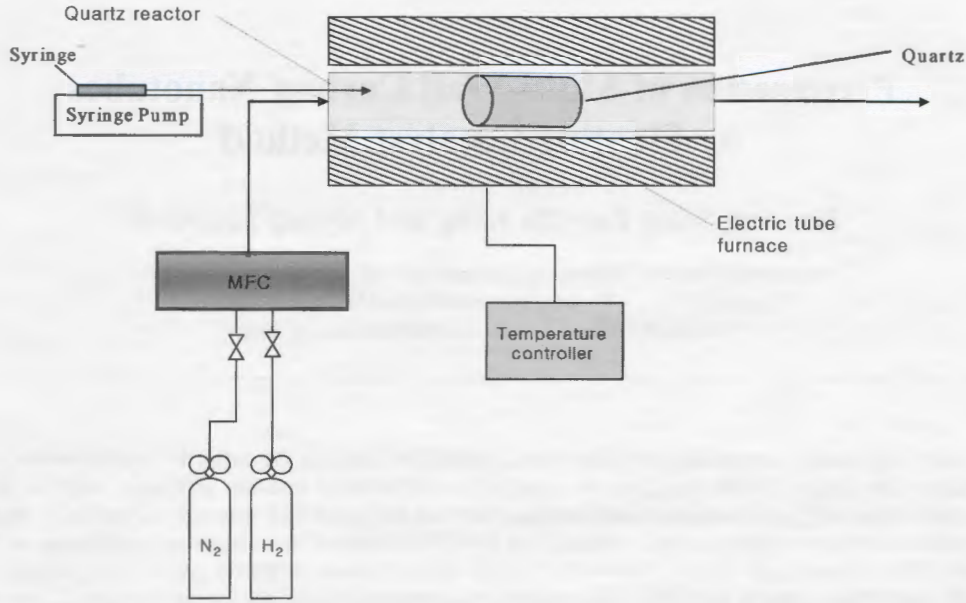 Quartz reactor
Syringe
Syringe Pump
Quartz
Electric tube
furnace
MFC
Temperature
controller
N₂
H₂